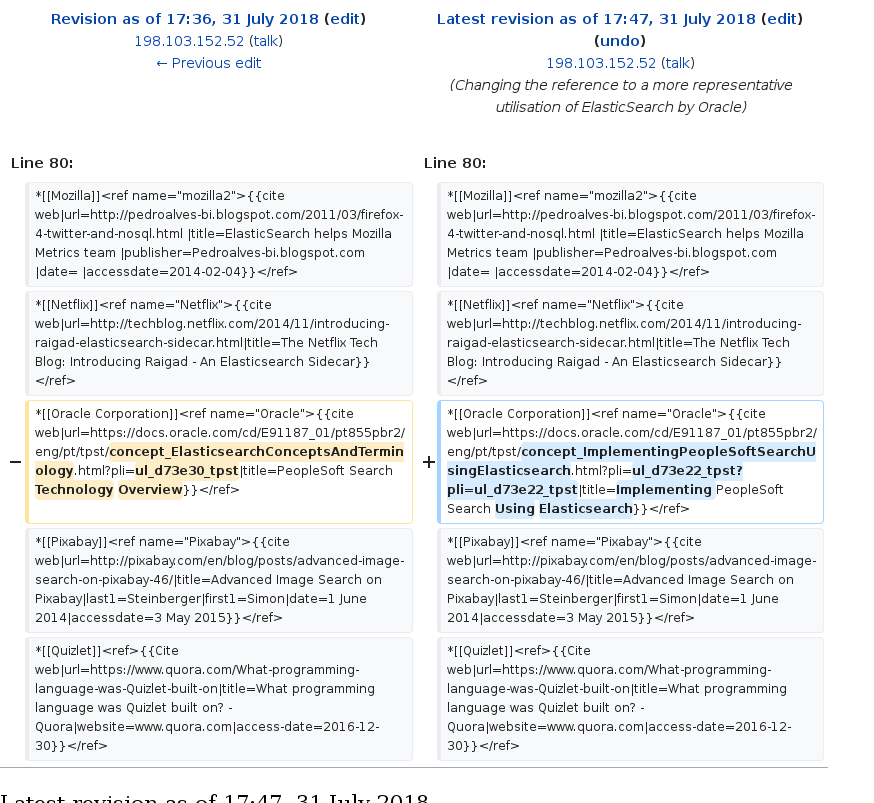 Revision as of 17:36, 31 July 2018 (edit)
198.103.152.52 (talk)
← Previous edit
Latest revision as of 17:47, 31 July 2018 (edit)
(undo)
198.103.152.52 (talk)
(Changing the reference to a more representative
utilisation of ElasticSearch by Oracle)
Line 80:
Line 80:
*[[Mozilla]]<ref name="mozilla2">{{cite
web|url=http://pedroalves-bi.blogspot.com/2011/03/firefox-
4-twitter-and-nosql.html |title=ElasticSearch helps Mozilla
Metrics team |publisher=Pedroalves-bi.blogspot.com
|date= |accessdate=2014-02-04}}</ref>
*[[Mozilla]]<ref name="mozilla2">{{cite
web|url=http://pedroalves-bi.blogspot.com/2011/03/firefox-
4-twitter-and-nosql.html |title=ElasticSearch helps Mozilla
Metrics team |publisher=Pedroalves-bi.blogspot.com
|date= |accessdate=2014-02-04}}</ref>
*[[Netflix]]<ref name="Netflix">{{cite
web|url=http://techblog.netflix.com/2014/11/introducing-
raigad-elasticsearch-sidecar.html|title=The Netflix Tech
Blog: Introducing Raigad - An Elasticsearch Sidecar}}
</ref>
*[[Netflix]]<ref name="Netflix">{{cite
web|url=http://techblog.netflix.com/2014/11/introducing-
raigad-elasticsearch-sidecar.html|title=The Netflix Tech
Blog: Introducing Raigad - An Elasticsearch Sidecar}}
</ref>
−
*[[Oracle Corporation]]<ref name="Oracle">{{cite
web|url=https://docs.oracle.com/cd/E91187_01/pt855pbr2/
eng/pt/tpst/concept_ElasticsearchConceptsAndTermin
ology.html?pli=ul_d73e30_tpst|title=PeopleSoft Search
Technology Overview}}</ref>
+
*[[Oracle Corporation]]<ref name="Oracle">{{cite
web|url=https://docs.oracle.com/cd/E91187_01/pt855pbr2/
eng/pt/tpst/concept_ImplementingPeopleSoftSearchU
singElasticsearch.html?pli=ul_d73e22_tpst?
pli=ul_d73e22_tpst|title=Implementing PeopleSoft
Search Using Elasticsearch}}</ref>
*[[Pixabay]]<ref name="Pixabay">{{cite
web|url=http://pixabay.com/en/blog/posts/advanced-image-
search-on-pixabay-46/|title=Advanced Image Search on
Pixabay|last1=Steinberger|first1=Simon|date=1 June
2014|accessdate=3 May 2015}}</ref>
*[[Pixabay]]<ref name="Pixabay">{{cite
web|url=http://pixabay.com/en/blog/posts/advanced-image-
search-on-pixabay-46/|title=Advanced Image Search on
Pixabay|last1=Steinberger|first1=Simon|date=1 June
2014|accessdate=3 May 2015}}</ref>
*[[Quizlet]]<ref>{{Cite
web|url=https://www.quora.com/What-programming-
language-was-Quizlet-built-on|title=What programming
language was Quizlet built on? -
Quora|website=www.quora.com|access-date=2016-12-
30}}</ref>
*[[Quizlet]]<ref>{{Cite
web|url=https://www.quora.com/What-programming-
language-was-Quizlet-built-on|title=What programming
language was Quizlet built on? -
Quora|website=www.quora.com|access-date=2016-12-
30}}</ref>
Latest revision as of 17:47, 31 July 2018